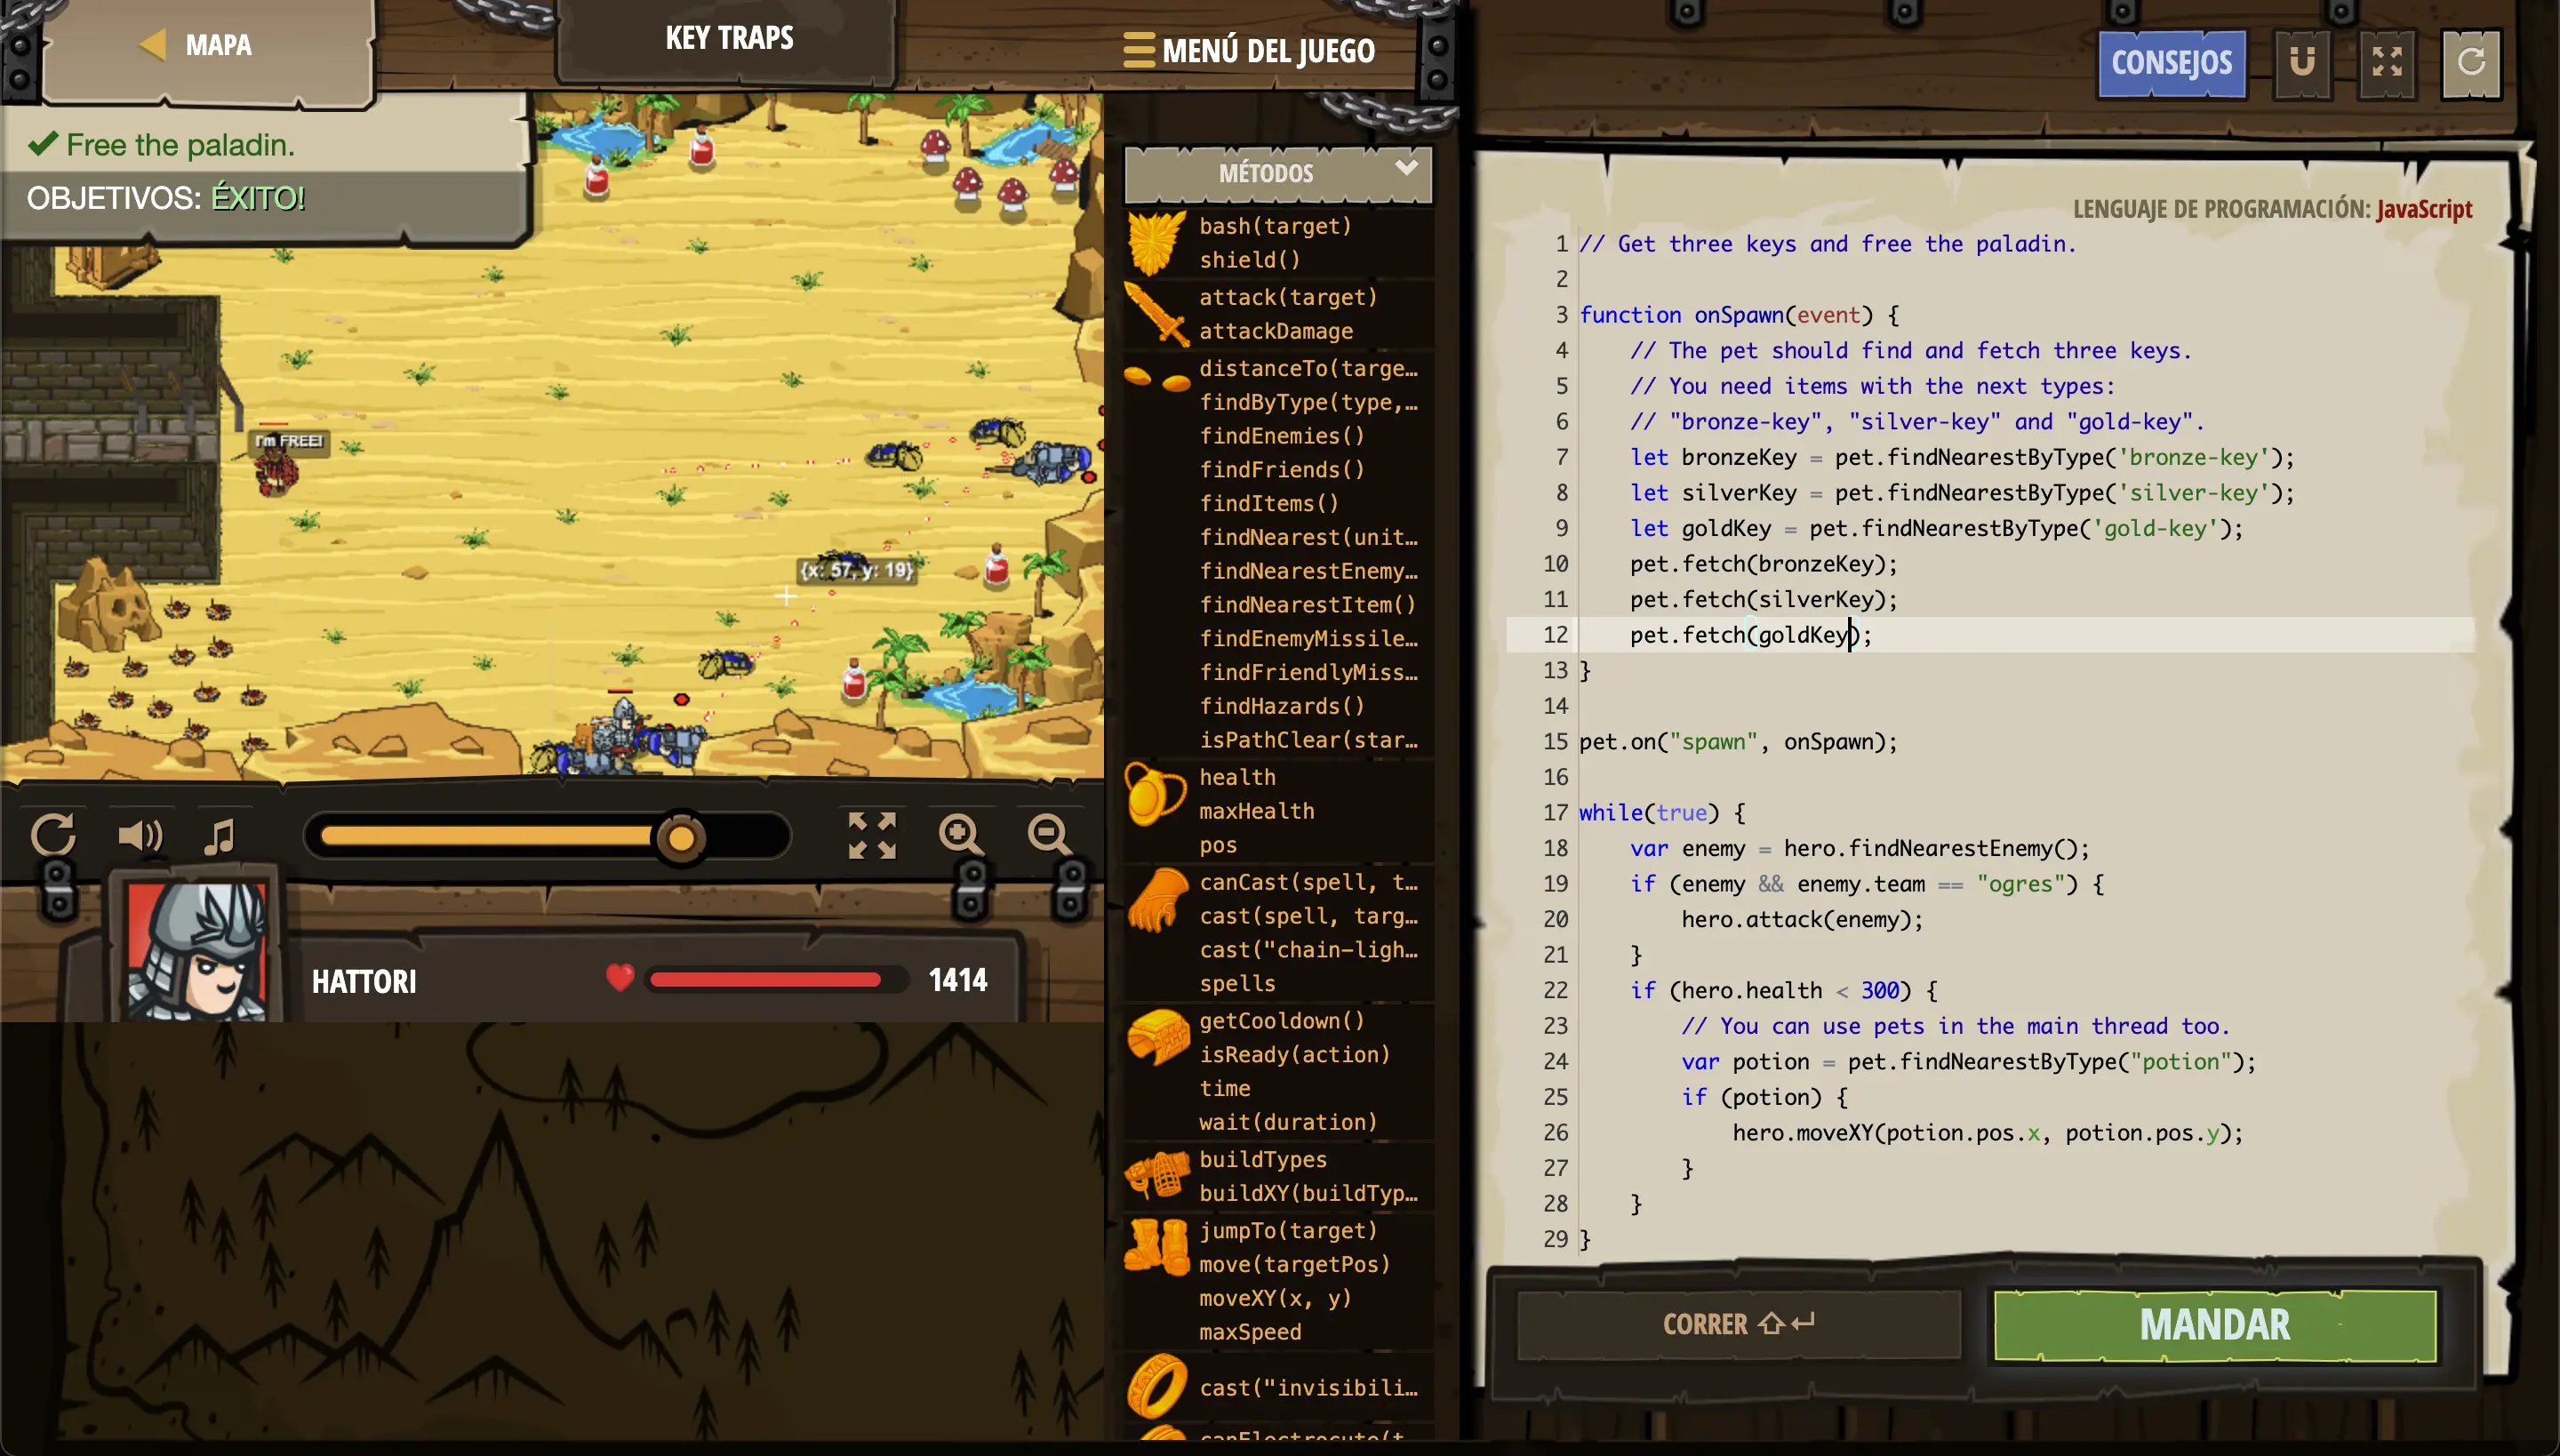 MAPA
KEY TRAPS
MENÚ DEL JUEGO
CONSEJOS
Free the paladin.
OBJETIVOS: ÉXITO!
I'm FREE!
{x: 57, y: 19}
HATTORI
1414
MÉTODOS
bash(target)
shield()
attack(target)
attackDamage
distanceTo(targe…
findByType(type,…
findEnemies()
findFriends()
findItems()
findNearest(unit…
findNearestEnemy…
findNearestItem()
findEnemyMissile…
findFriendlyMiss…
findHazards()
isPathClear(star…
health
maxHealth
pos
canCast(spell, t…
cast(spell, targ…
cast("chain-ligh…
spells
getCooldown()
isReady(action)
time
wait(duration)
buildTypes
buildXY(buildTyp…
jumpTo(target)
move(targetPos)
moveXY(x, y)
maxSpeed
cast("invisibili…
canElectrocute(t…
LENGUAJE DE PROGRAMACIÓN: JavaScript
1 // Get three keys and free the paladin.
2
3 function onSpawn(event) {
4 // The pet should find and fetch three keys.
5 // You need items with the next types:
6 // "bronze-key", "silver-key" and "gold-key".
7 let bronzeKey = pet.findNearestByType('bronze-key');
8 let silverKey = pet.findNearestByType('silver-key');
9 let goldKey = pet.findNearestByType('gold-key');
10 pet.fetch(bronzeKey);
11 pet.fetch(silverKey);
12 pet.fetch(goldKey);
13 }
14
15 pet.on("spawn", onSpawn);
16
17 while(true) {
18 var enemy = hero.findNearestEnemy();
19 if (enemy && enemy.team == "ogres") {
20 hero.attack(enemy);
21 }
22 if (hero.health < 300) {
23 // You can use pets in the main thread too.
24 var potion = pet.findNearestByType("potion");
25 if (potion) {
26 hero.moveXY(potion.pos.x, potion.pos.y);
27 }
28 }
29 }
CORRER
MANDAR